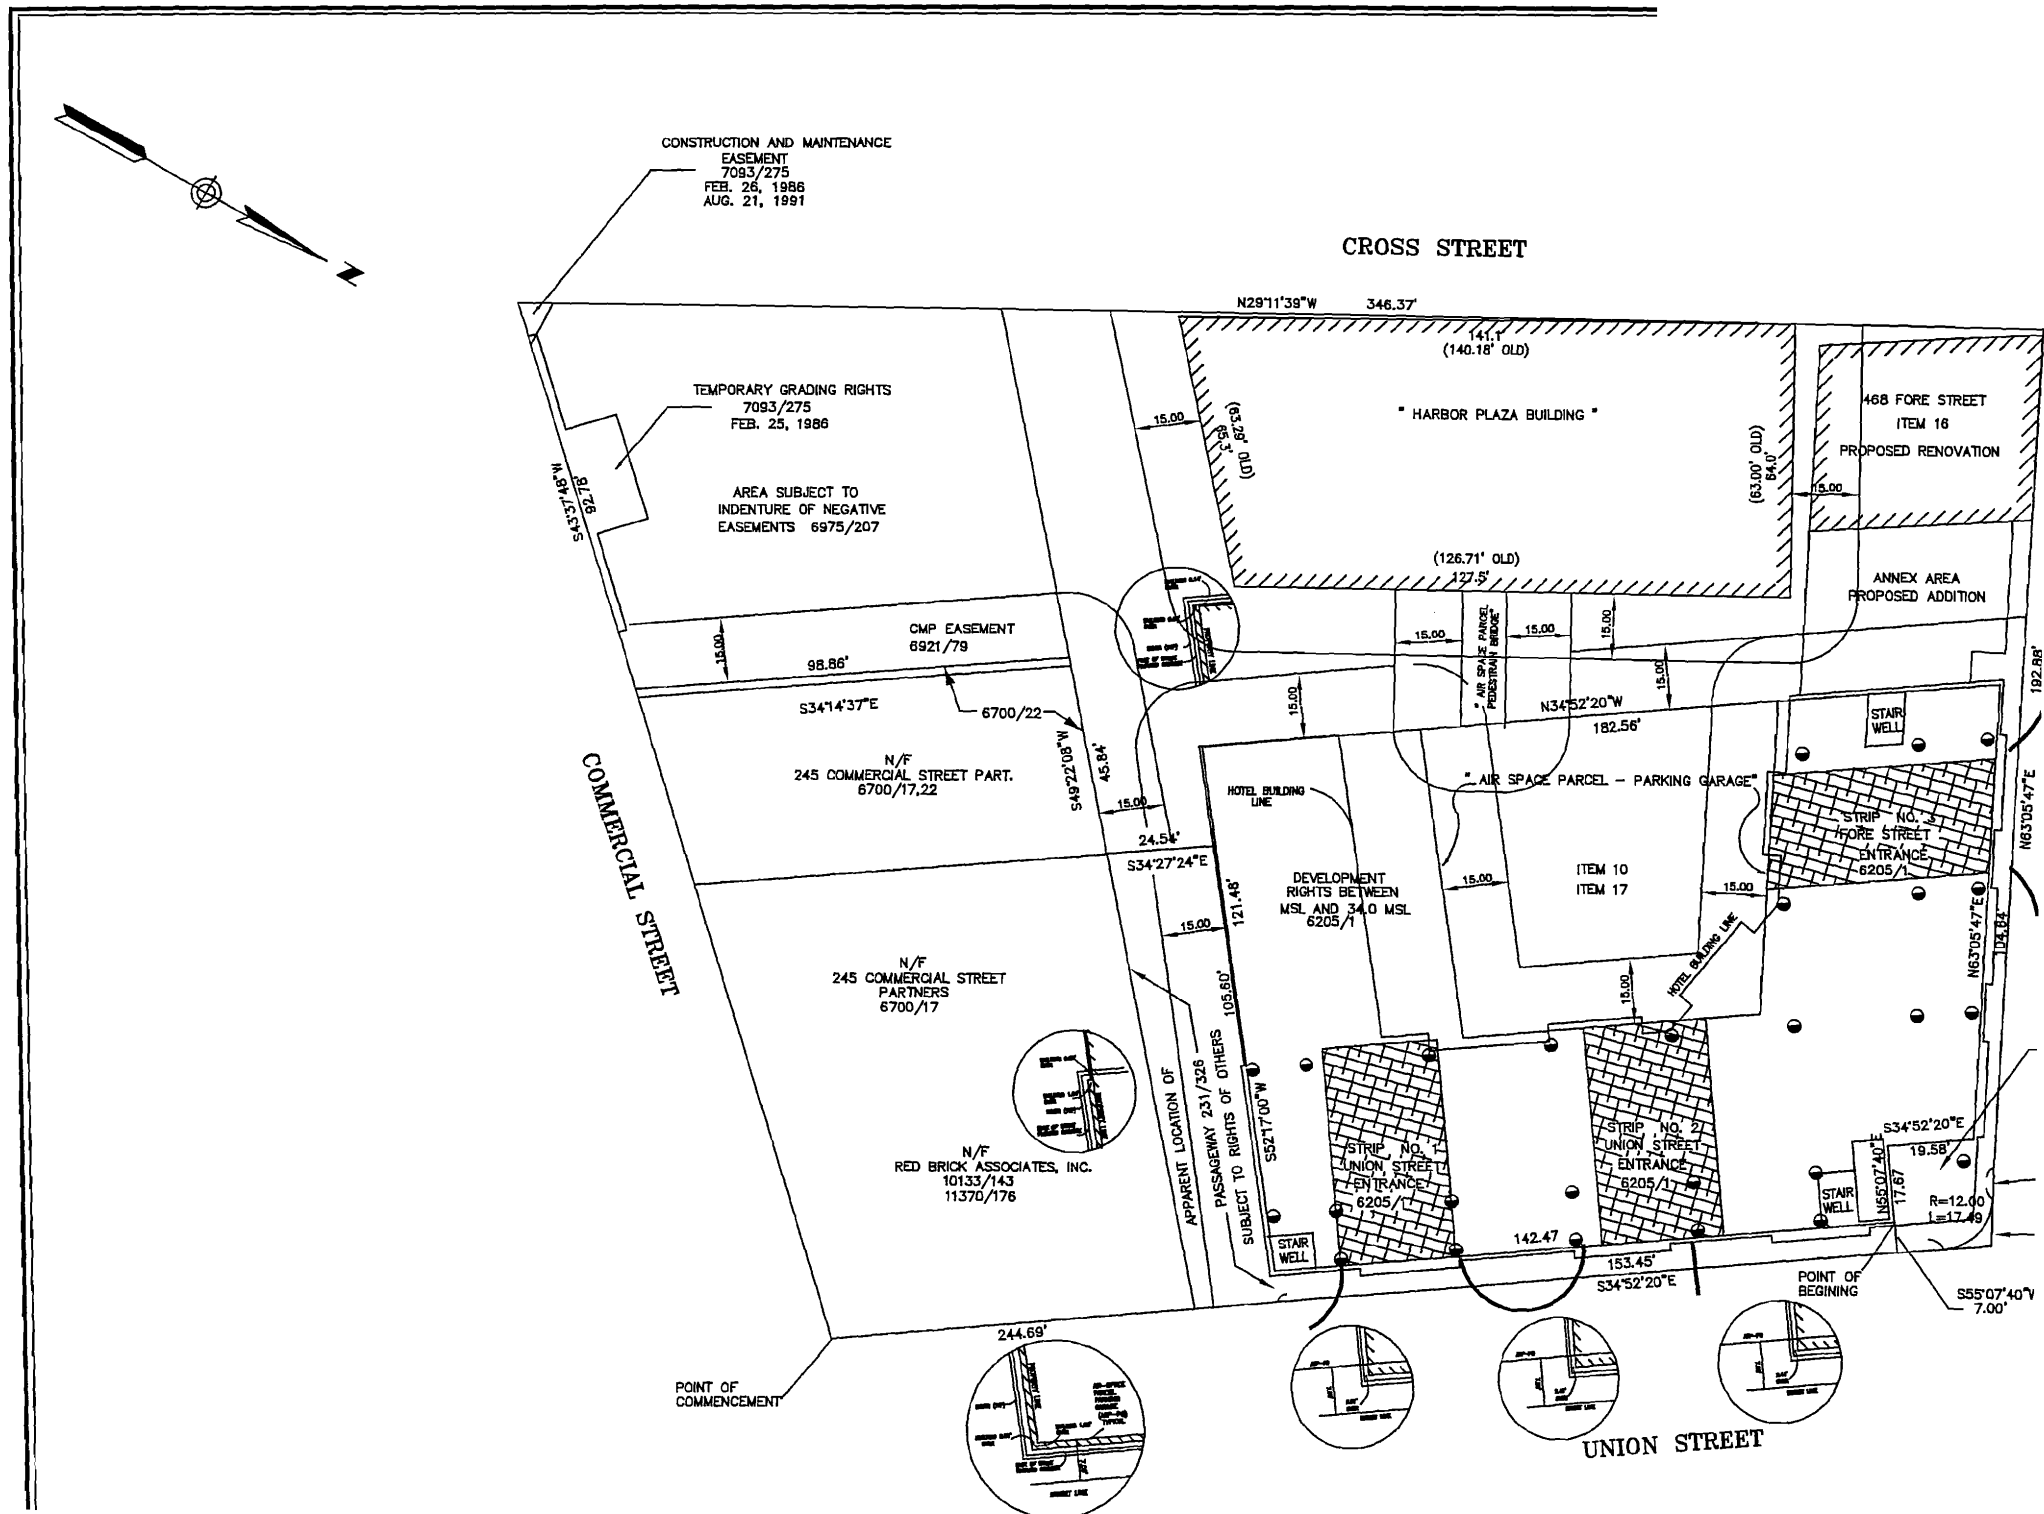 CONSTRUCTION AND MAINTENANCE
EASEMENT
7093/275
FEB. 26, 1986
AUG. 21, 1991
N
CROSS STREET
N29°11'39"W 346.37'
141.1'
(140.18' OLD)
TEMPORARY GRADING RIGHTS
7093/275
FEB. 25, 1986
15.00
(63.29' OLD)
65.3'
" HARBOR PLAZA BUILDING "
(63.00' OLD)
64.0'
468 FORE STREET
ITEM 16
PROPOSED RENOVATION
15.00
S43°37'48"W
92.78'
AREA SUBJECT TO
INDENTURE OF NEGATIVE
EASEMENTS 6975/207
(126.71' OLD)
127.5'
ANNEX AREA
PROPOSED ADDITION
CMP EASEMENT
6921/79
15.00
98.86'
S34°14'37"E
6700/22
15.00
" AIR SPACE PARCEL
PEDESTRAIN BRIDGE"
15.00
15.00
15.00
15.00
N34°52'20"W
182.56'
192.88'
STAIR
WELL
S49°22'08"W
45.84'
N/F
245 COMMERCIAL STREET PART.
6700/17,22
15.00
24.54'
S34°27'24"E
HOTEL BUILDING
LINE
" AIR SPACE PARCEL - PARKING GARAGE"
STRIP NO. 3
FORE STREET
ENTRANCE
6205/1
N63°05'47"E
COMMERCIAL STREET
121.48'
DEVELOPMENT
RIGHTS BETWEEN
MSL AND 34.0 MSL
6205/1
15.00
ITEM 10
ITEM 17
15.00
15.00
HOTEL BUILDING LINE
N63°05'47"E
104.84'
N/F
245 COMMERCIAL STREET
PARTNERS
6700/17
105.60'
15.00
S52°17'00"W
APPARENT LOCATION OF
PASSAGEWAY 231/326
SUBJECT TO RIGHTS OF OTHERS
N/F
RED BRICK ASSOCIATES, INC.
10133/143
11370/176
STRIP NO. 1
UNION STREET
ENTRANCE
6205/1
STRIP NO. 2
UNION STREET
ENTRANCE
6205/1
S34°52'20"E
19.58'
N55°07'40"E
17.67
STAIR
WELL
R=12.00
L=17.49
STAIR
WELL
142.47
153.45'
S34°52'20"E
POINT OF
BEGINING
S55°07'40"W
7.00'
244.69'
POINT OF
COMMENCEMENT
UNION STREET